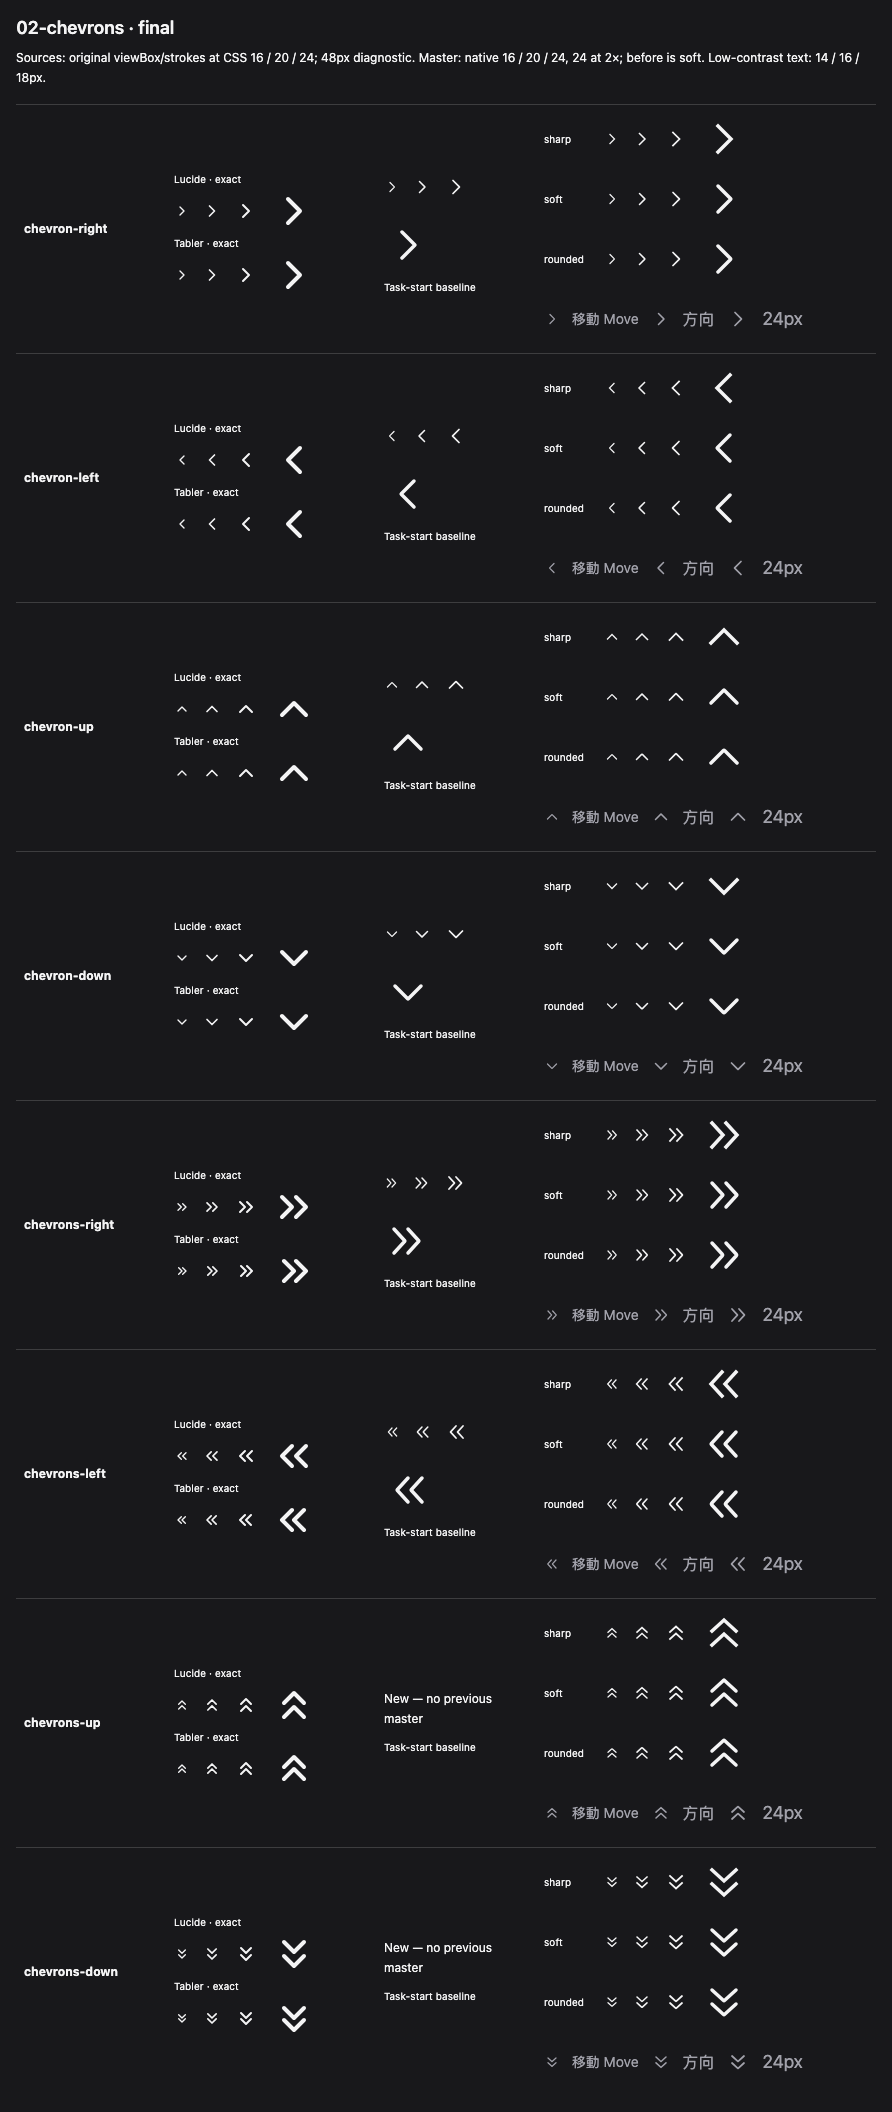 02-chevrons · final
Sources: original viewBox/strokes at CSS 16 / 20 / 24; 48px diagnostic. Master: native 16 / 20 / 24, 24 at 2×; before is soft. Low-contrast text: 14 / 16 /
18px.
chevron-right
Lucide · exact
Tabler · exact
Task-start baseline
sharp
soft
rounded
移動 Move 方向 24px
chevron-left
Lucide · exact
Tabler · exact
Task-start baseline
sharp
soft
rounded
移動 Move 方向 24px
chevron-up
Lucide · exact
Tabler · exact
Task-start baseline
sharp
soft
rounded
移動 Move 方向 24px
chevron-down
Lucide · exact
Tabler · exact
Task-start baseline
sharp
soft
rounded
移動 Move 方向 24px
chevrons-right
Lucide · exact
Tabler · exact
Task-start baseline
sharp
soft
rounded
移動 Move 方向 24px
chevrons-left
Lucide · exact
Tabler · exact
Task-start baseline
sharp
soft
rounded
移動 Move 方向 24px
chevrons-up
Lucide · exact
Tabler · exact
New — no previous
master
Task-start baseline
sharp
soft
rounded
移動 Move 方向 24px
chevrons-down
Lucide · exact
Tabler · exact
New — no previous
master
Task-start baseline
sharp
soft
rounded
移動 Move 方向 24px